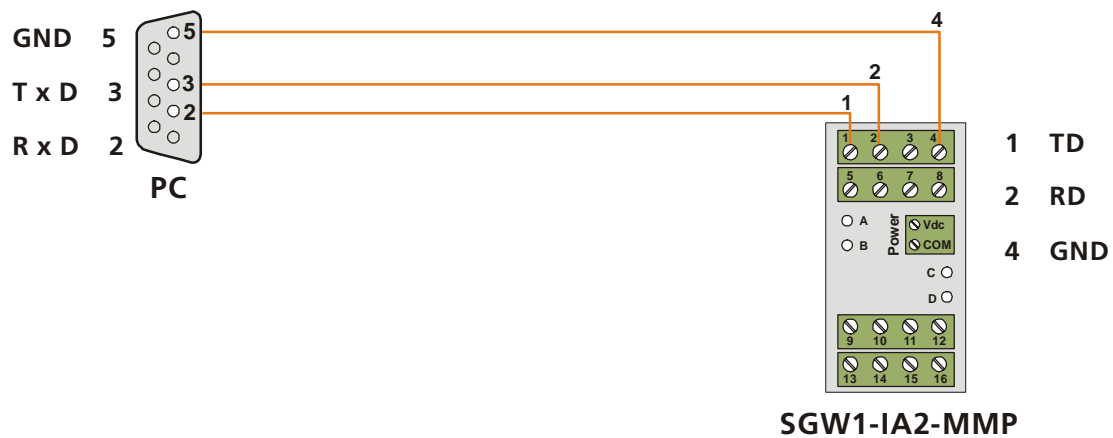 GND 5
T x D 3
R x D 2
5
3
2
PC
4
2
1
1 2 3 4
5 6 7 8
A
B
Power
Vdc
COM
C
D
9 10 11 12
13 14 15 16
1 TD
2 RD
4 GND
SGW1-IA2-MMP